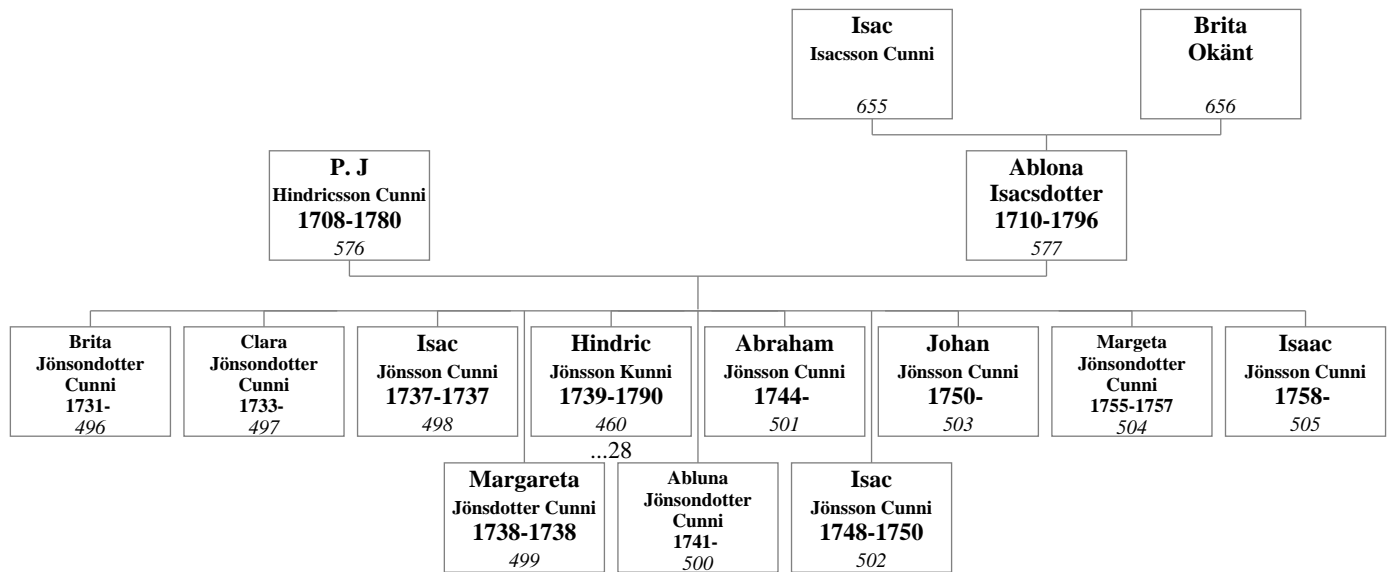 Isac
Isacsson Cunni
655
Brita
Okänt
656
P. J
Hindricsson Cunni
1708-1780
576
Ablona
Isacsdotter
1710-1796
577
Brita
Jönsondotter
Cunni
1731-
496
Clara
Jönsondotter
Cunni
1733-
497
Isac
Jönsson Cunni
1737-1737
498
Hindric
Jönsson Kunni
1739-1790
460
...28
Abraham
Jönsson Cunni
1744-
501
Johan
Jönsson Cunni
1750-
503
Margeta
Jönsondotter
Cunni
1755-1757
504
Isaac
Jönsson Cunni
1758-
505
Margareta
Jönsdotter Cunni
1738-1738
499
Abluna
Jönsondotter
Cunni
1741-
500
Isac
Jönsson Cunni
1748-1750
502